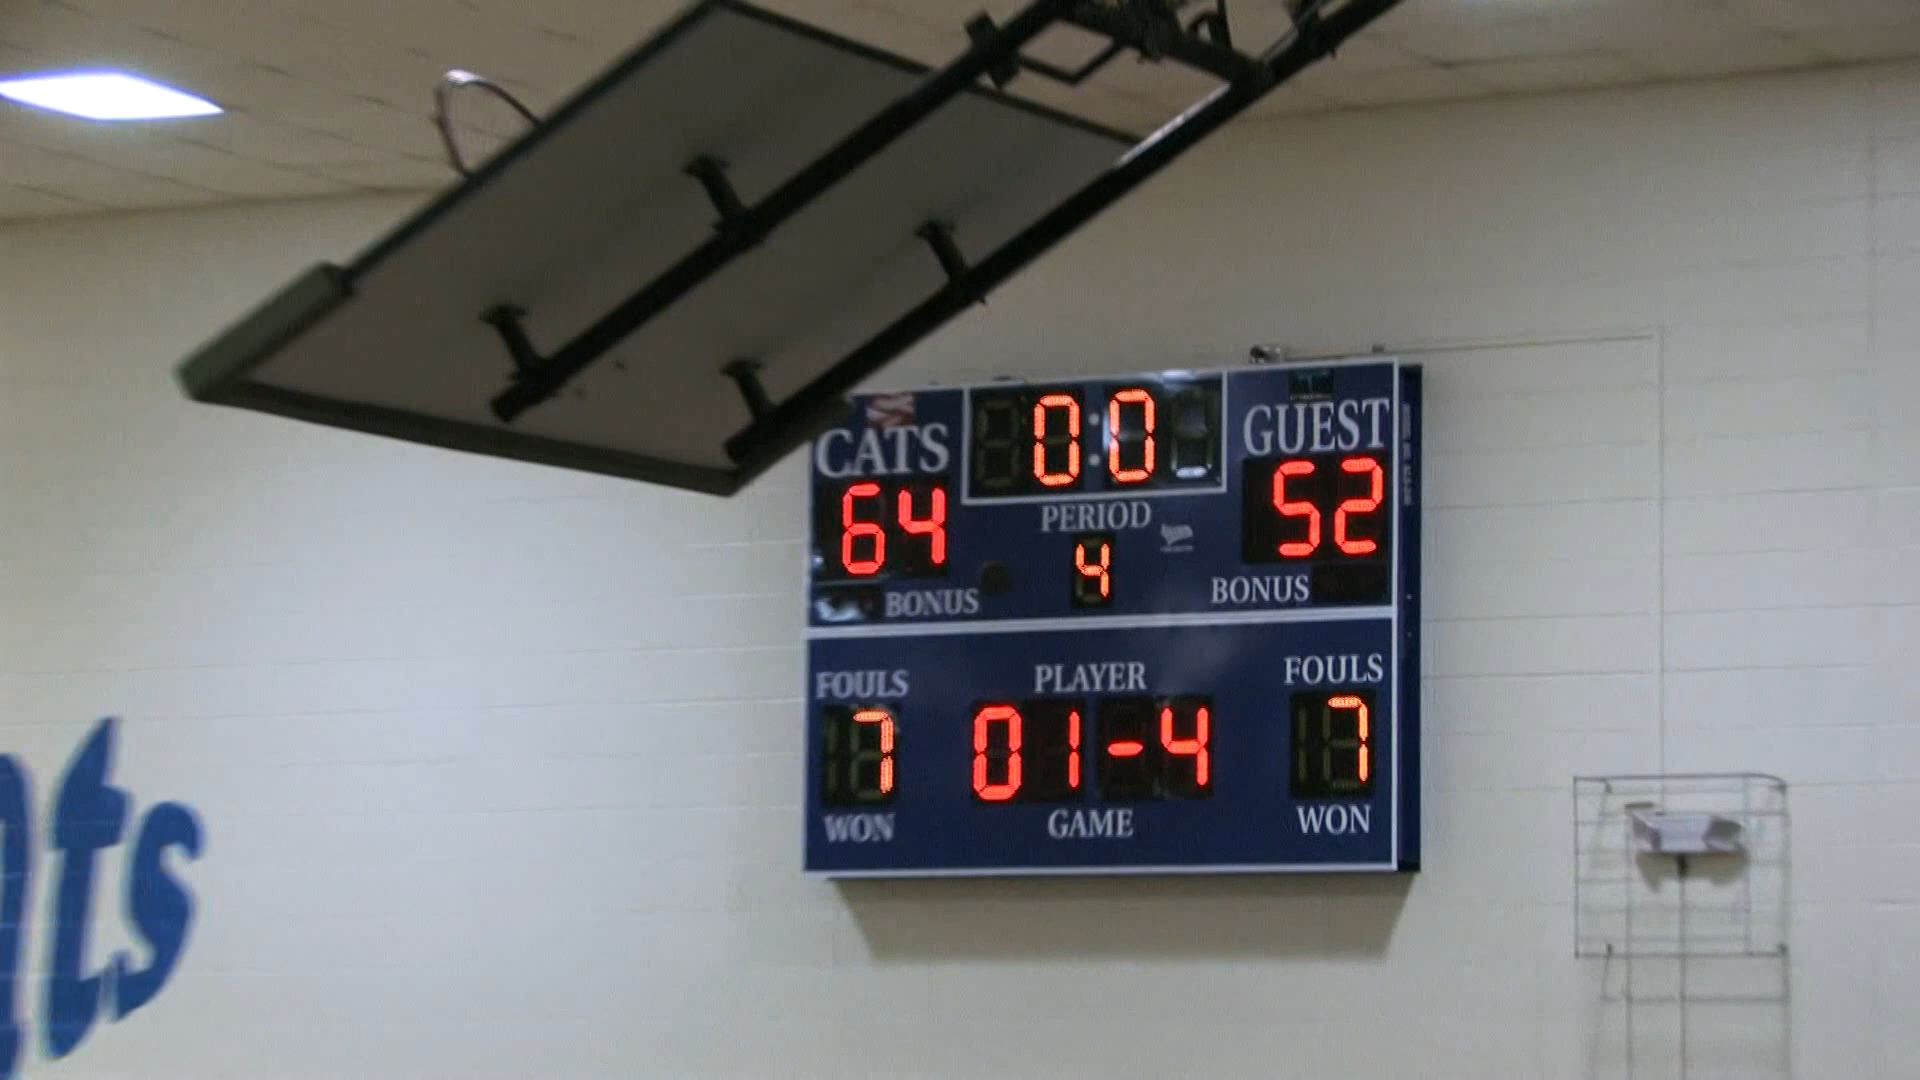 CATS 0:0 GUEST
64 PERIOD 52
4
BONUS BONUS
FOULS PLAYER FOULS
7 01-4 7
WON GAME WON
ts